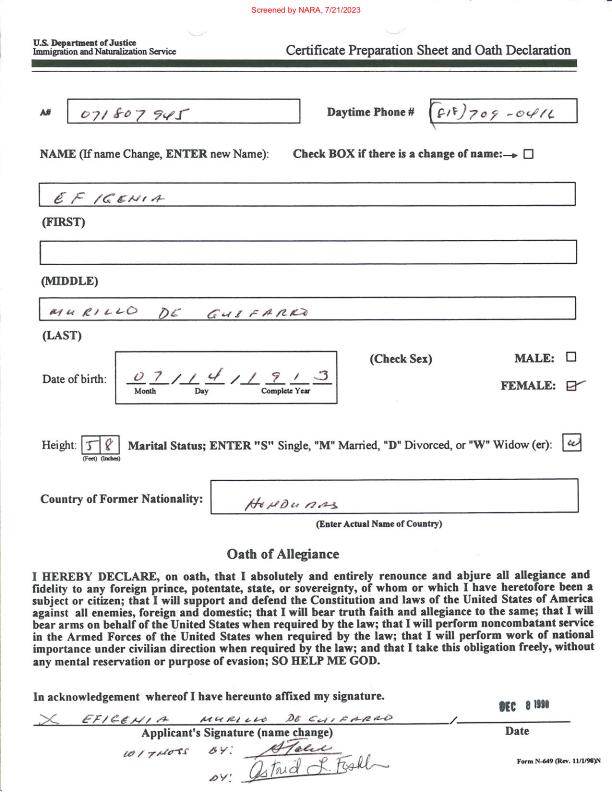 Screened by NARA, 7/21/2023
U.S. Department of Justice
Immigration and Naturalization Service
Certificate Preparation Sheet and Oath Declaration
A# 071807945 Daytime Phone # (818) 709-0416
NAME (If name Change, ENTER new Name): Check BOX if there is a change of name:→ ☐
EFIGENIA
(FIRST)
(MIDDLE)
MURILLO DE GUIFARRO
(LAST)
(Check Sex) MALE: ☐
Date of birth: 07/14/1913
Month Day Complete Year
FEMALE: ☑
Height: 5 8 Marital Status; ENTER "S" Single, "M" Married, "D" Divorced, or "W" Widow (er): W
(Feet) (Inches)
Country of Former Nationality: HONDURAS
(Enter Actual Name of Country)
Oath of Allegiance
I HEREBY DECLARE, on oath, that I absolutely and entirely renounce and abjure all allegiance and
fidelity to any foreign prince, potentate, state, or sovereignty, of whom or which I have heretofore been a
subject or citizen; that I will support and defend the Constitution and laws of the United States of America
against all enemies, foreign and domestic; that I will bear truth faith and allegiance to the same; that I will
bear arms on behalf of the United States when required by the law; that I will perform noncombatant service
in the Armed Forces of the United States when required by the law; that I will perform work of national
importance under civilian direction when required by the law; and that I take this obligation freely, without
any mental reservation or purpose of evasion; SO HELP ME GOD.
In acknowledgement whereof I have hereunto affixed my signature.
DEC 8 1998
X EFIGENIA MURILLO DE GUIFARRO /
Applicant's Signature (name change) Date
WITNESS BY:
BY: Astrid L.
Form N-649 (Rev. 11/1/98)N